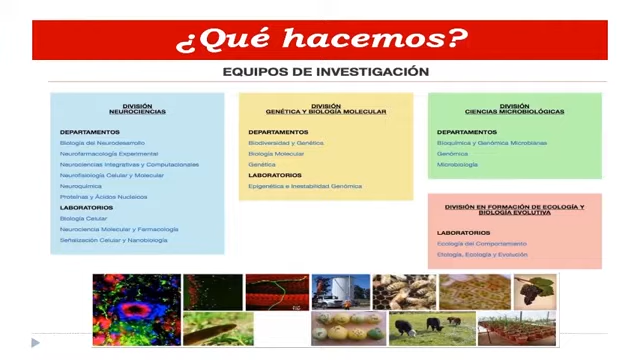 ¿Qué hacemos?
EQUIPOS DE INVESTIGACIÓN
DIVISIÓN
NEUROCIENCIAS
DEPARTAMENTOS
Biología del Neurodesarrollo
Neurofarmacología Experimental
Neurociencias Integrativas y Computacionales
Neurofisiología Celular y Molecular
Neuroquímica
Proteínas y Ácidos Nucleicos
LABORATORIOS
Biología Celular
Neurociencia Molecular y Farmacología
Señalización Celular y Nanobiología
DIVISIÓN
GENÉTICA Y BIOLOGÍA MOLECULAR
DEPARTAMENTOS
Biodiversidad y Genética
Biología Molecular
Genética
LABORATORIOS
Epigenética e Inestabilidad Genómica
DIVISIÓN
CIENCIAS MICROBIOLÓGICAS
DEPARTAMENTOS
Bioquímica y Genómica Microbianas
Genómica
Microbiología
DIVISIÓN EN FORMACIÓN DE ECOLOGÍA Y
BIOLOGÍA EVOLUTIVA
LABORATORIOS
Ecología del Comportamiento
Etología, Ecología y Evolución